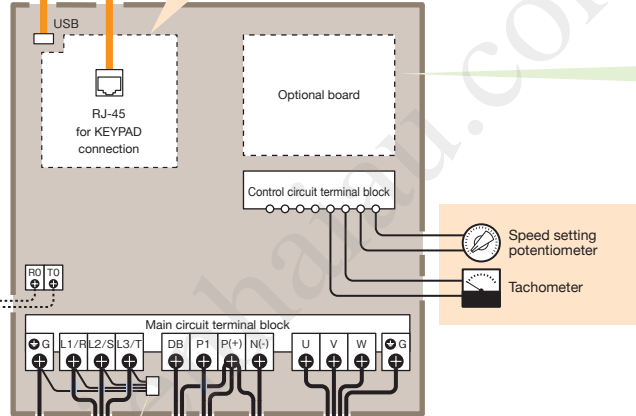 USB
RJ-45
for KEYPAD
connection
Optional board
Control circuit terminal block
Speed setting
potentiometer
Tachometer
R0 T0
Main circuit terminal block
G L1/R L2/S L3/T DB P1 P(+) N(-) U V W G